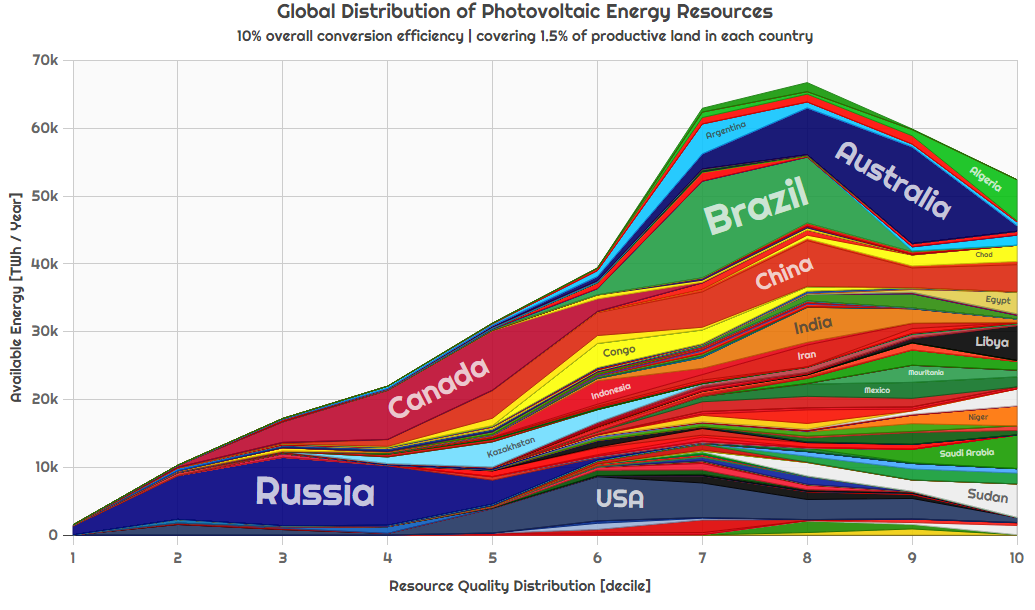 Global Distribution of Photovoltaic Energy Resources
10% overall conversion efficiency | covering 1.5% of productive land in each country
70k
60k
50k
40k
30k
20k
10k
0
Available Energy [TWh / Year]
Argentina
Australia
Algeria
Brazil
Chad
China
Egypt
India
Congo
Libya
Iran
Canada
Indonesia
Mauritania
Mexico
Niger
Kazakhstan
Saudi Arabia
Russia
USA
Sudan
1 2 3 4 5 6 7 8 9 10
Resource Quality Distribution [decile]